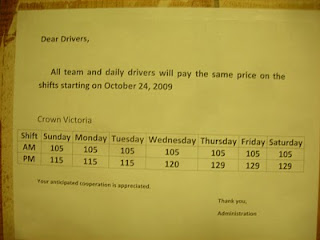 Dear Drivers,
All team and daily drivers will pay the same price on the
shifts starting on October 24, 2009
Crown Victoria
Shift Sunday Monday Tuesday Wednesday Thursday Friday Saturday
AM 105 105 105 105 105 105 105
PM 115 115 115 120 129 129 129
Your anticipated cooperation is appreciated.
Thank you,
Administration